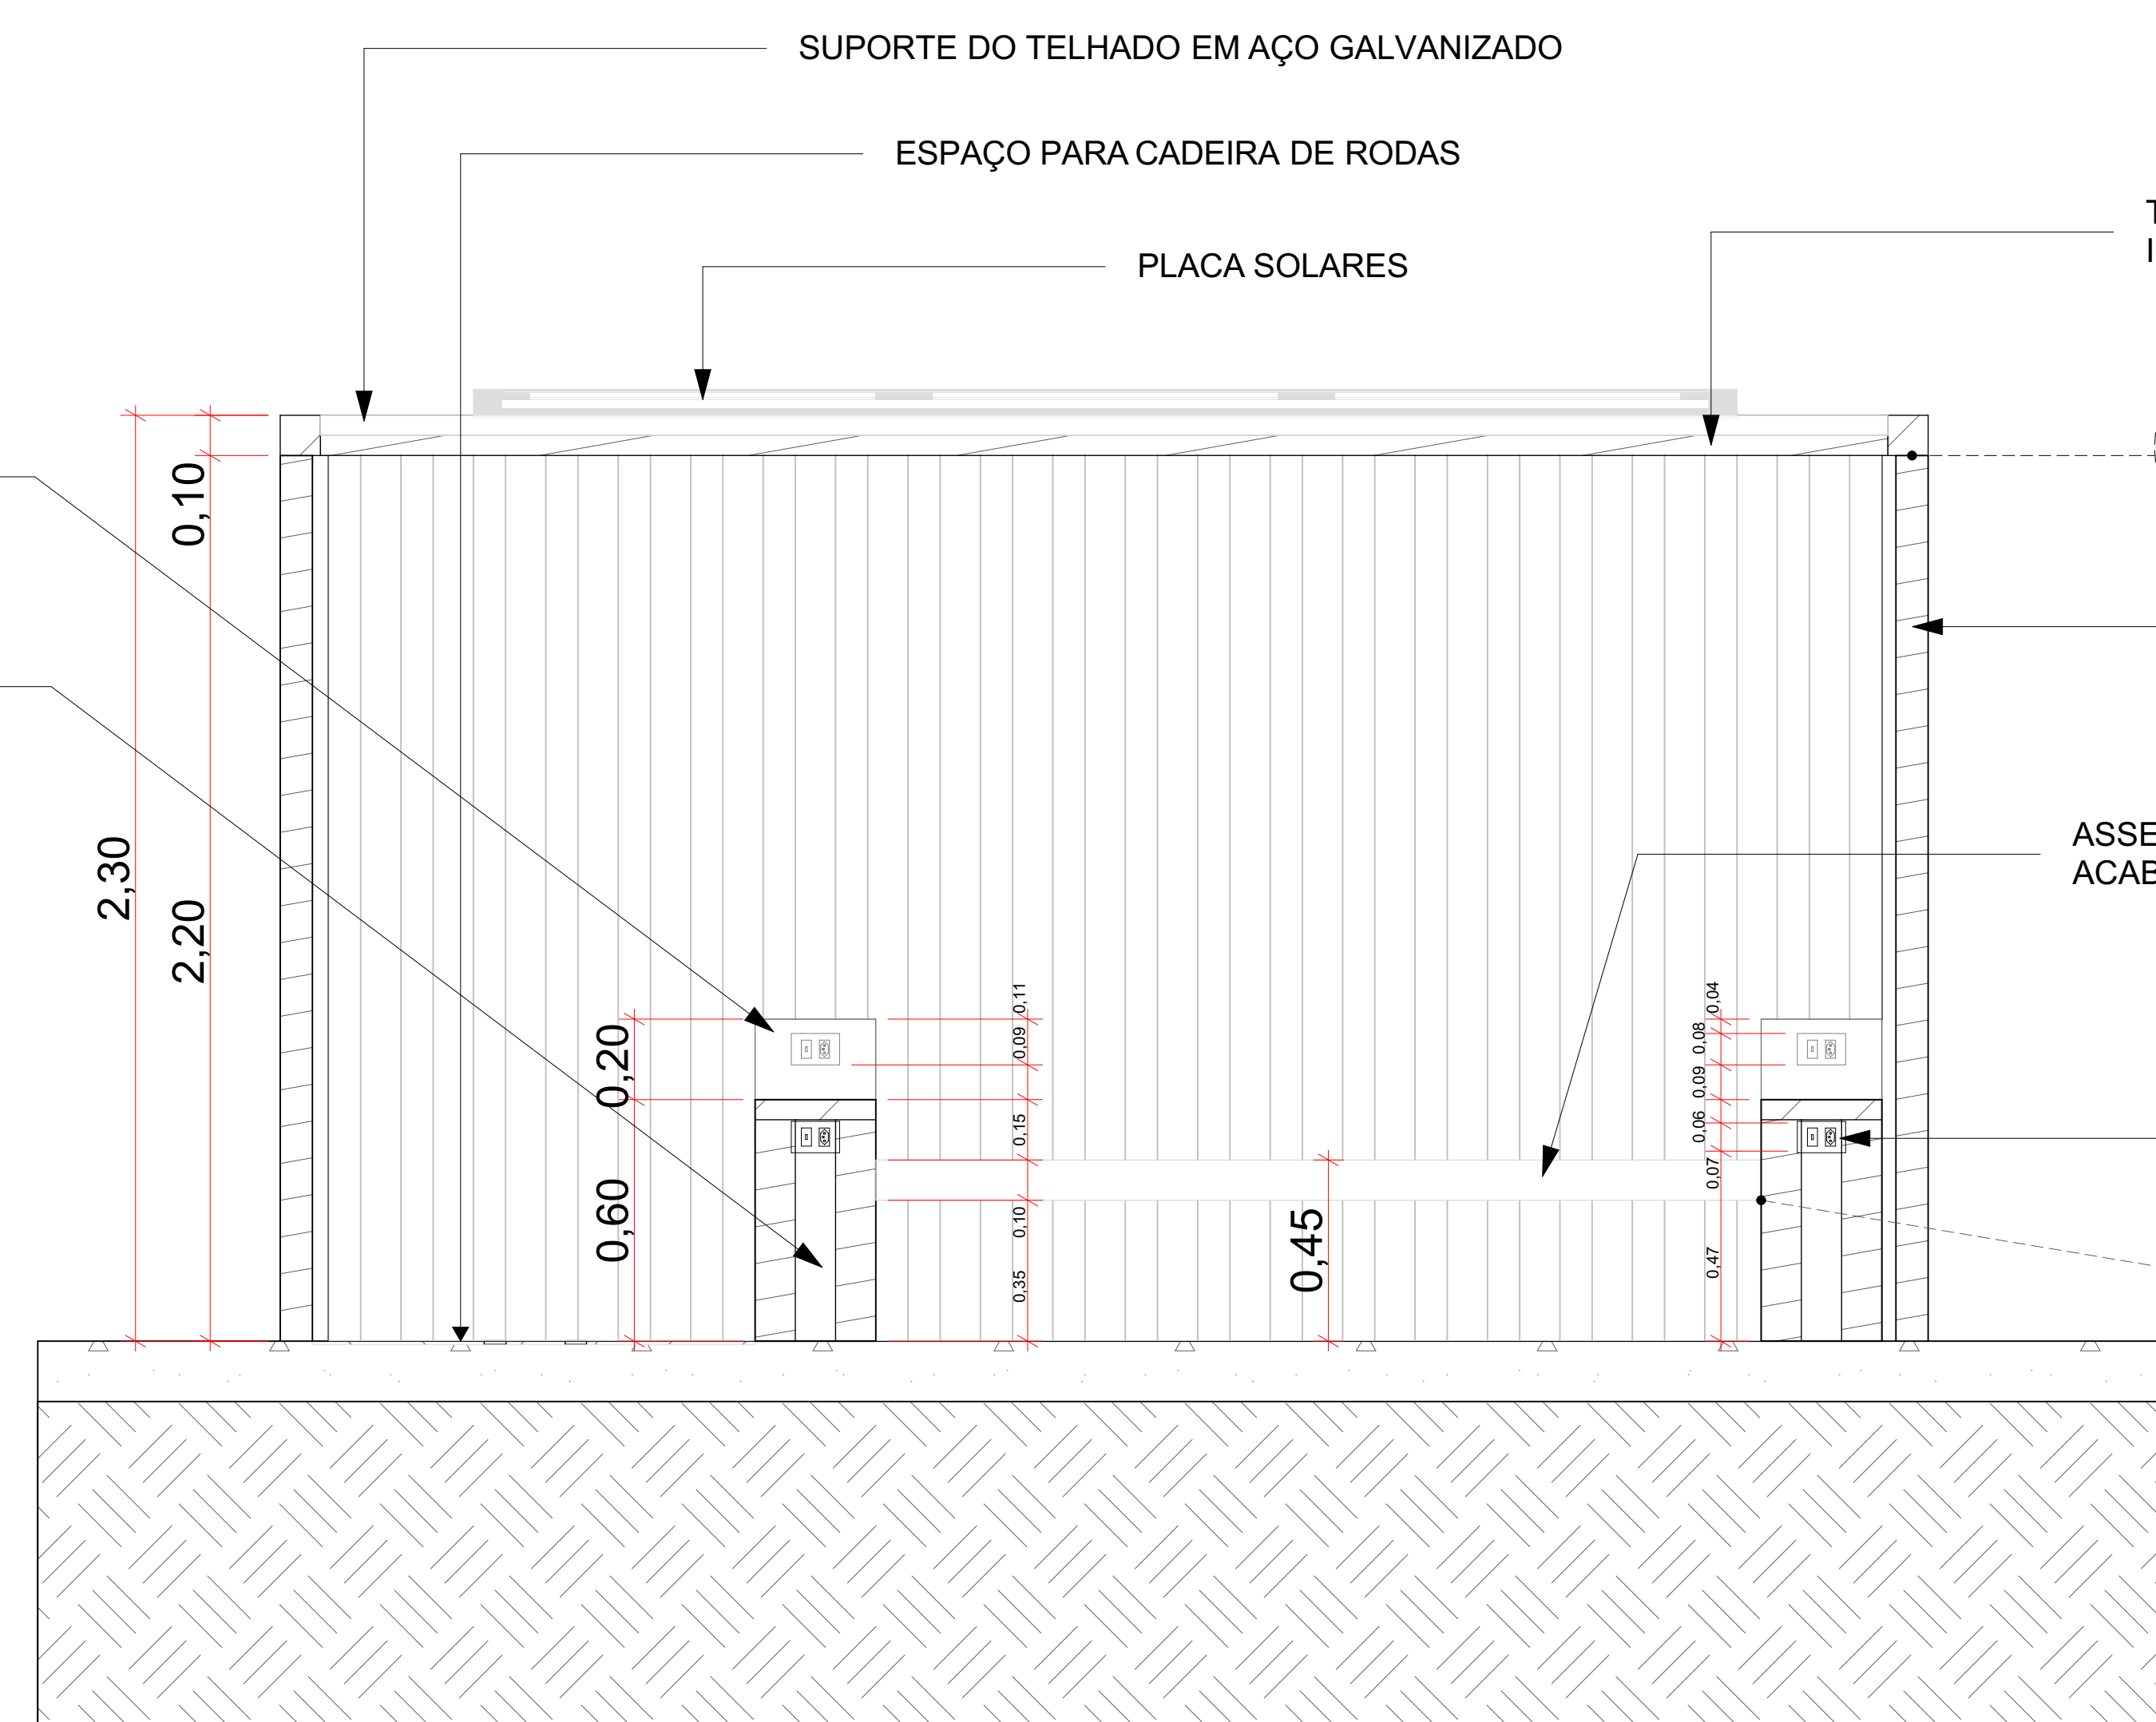 SUPORTE DO TELHADO EM AÇO GALVANIZADO
ESPAÇO PARA CADEIRA DE RODAS
PLACA SOLARES
T
I
0,10
2,30
2,20
ASSE
ACAB
0,20
0,60
0,11
0,09
0,15
0,10
0,35
0,45
0,04
0,08
0,09
0,06
0,07
0,47